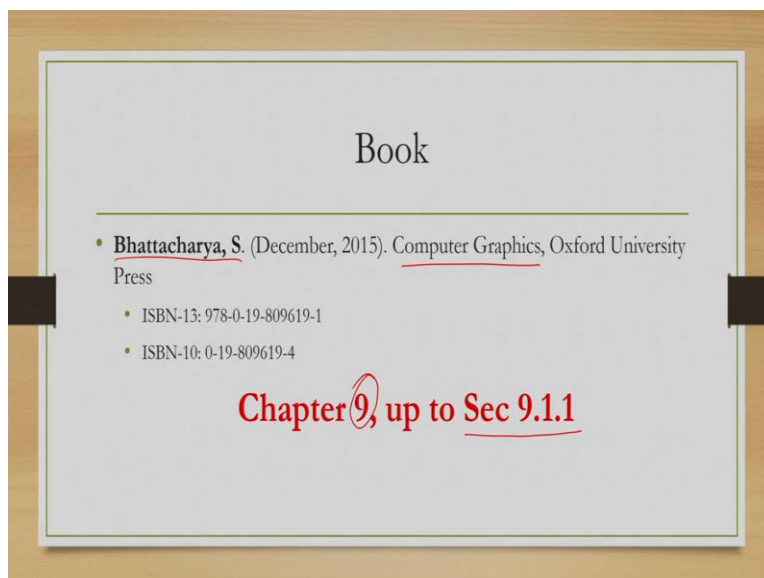 Book
• Bhattacharya, S. (December, 2015). Computer Graphics, Oxford University
Press
• ISBN-13: 978-0-19-809619-1
• ISBN-10: 0-19-809619-4
Chapter 9, up to Sec 9.1.1